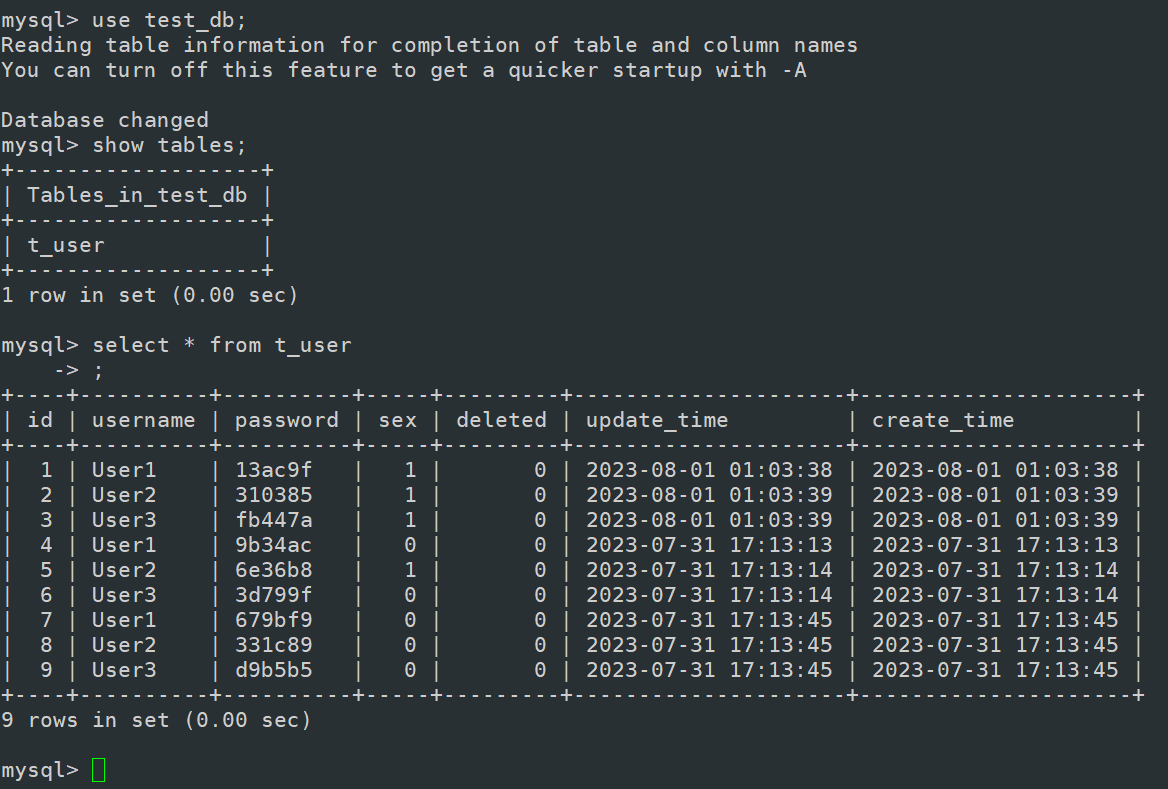 mysql> use test_db;
Reading table information for completion of table and column names
You can turn off this feature to get a quicker startup with -A

Database changed
mysql> show tables;
+-------------------+
| Tables_in_test_db |
+-------------------+
| t_user            |
+-------------------+
1 row in set (0.00 sec)

mysql> select * from t_user
    -> ;
+----+----------+----------+-----+---------+---------------------+---------------------+
| id | username | password | sex | deleted | update_time         | create_time         |
+----+----------+----------+-----+---------+---------------------+---------------------+
|  1 | User1    | 13ac9f   |   1 |       0 | 2023-08-01 01:03:38 | 2023-08-01 01:03:38 |
|  2 | User2    | 310385   |   1 |       0 | 2023-08-01 01:03:39 | 2023-08-01 01:03:39 |
|  3 | User3    | fb447a   |   1 |       0 | 2023-08-01 01:03:39 | 2023-08-01 01:03:39 |
|  4 | User1    | 9b34ac   |   0 |       0 | 2023-07-31 17:13:13 | 2023-07-31 17:13:13 |
|  5 | User2    | 6e36b8   |   1 |       0 | 2023-07-31 17:13:14 | 2023-07-31 17:13:14 |
|  6 | User3    | 3d799f   |   0 |       0 | 2023-07-31 17:13:14 | 2023-07-31 17:13:14 |
|  7 | User1    | 679bf9   |   0 |       0 | 2023-07-31 17:13:45 | 2023-07-31 17:13:45 |
|  8 | User2    | 331c89   |   0 |       0 | 2023-07-31 17:13:45 | 2023-07-31 17:13:45 |
|  9 | User3    | d9b5b5   |   0 |       0 | 2023-07-31 17:13:45 | 2023-07-31 17:13:45 |
+----+----------+----------+-----+---------+---------------------+---------------------+
9 rows in set (0.00 sec)

mysql>